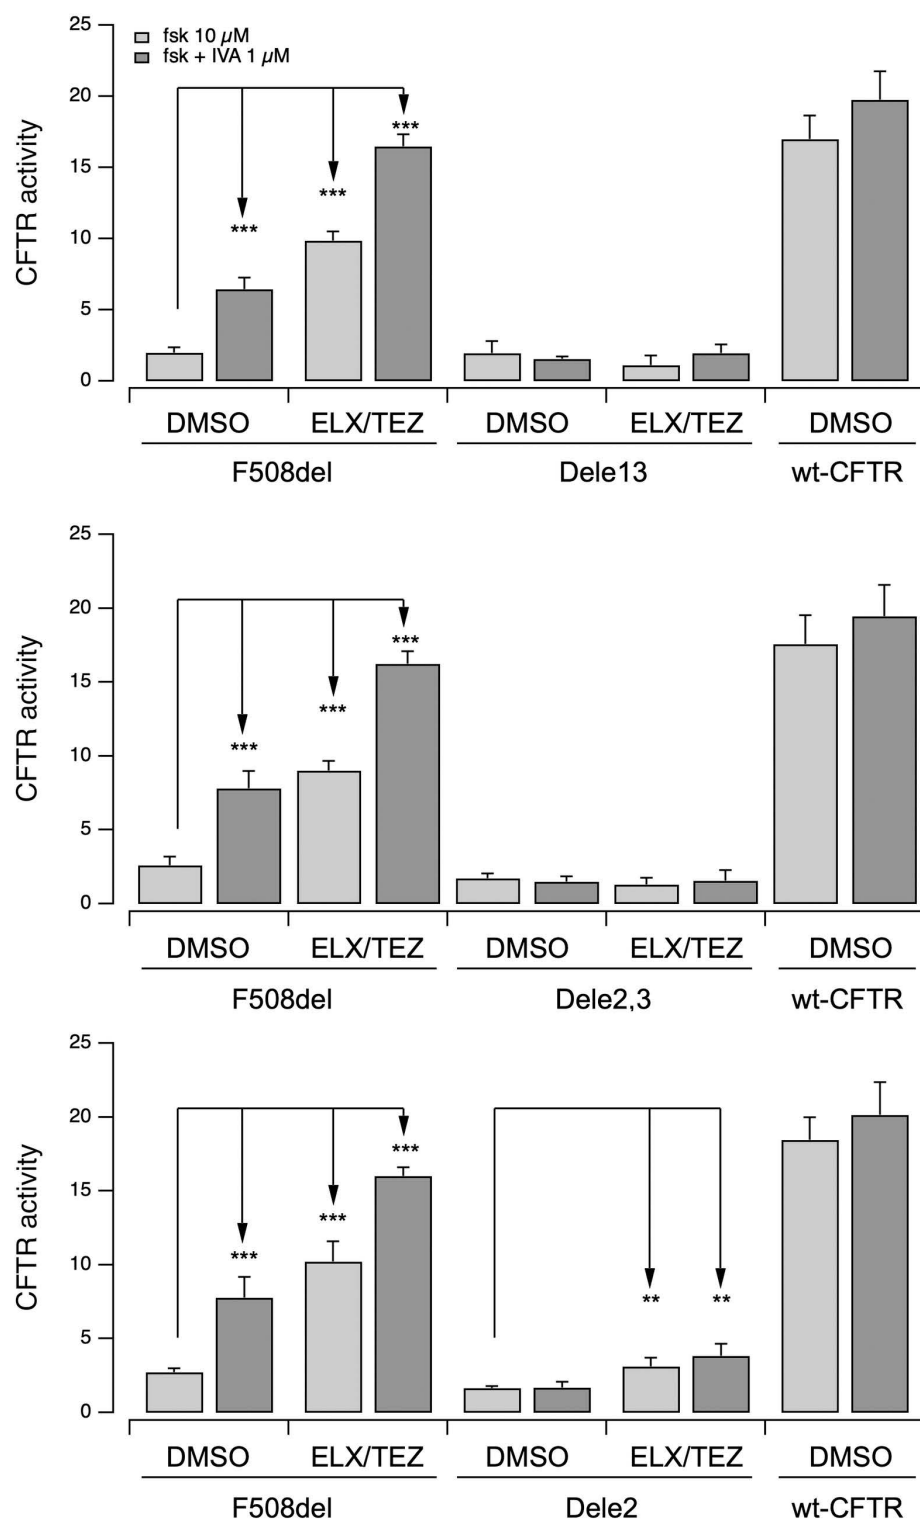 25
fsk 10 µM
fsk + IVA 1 µM
20
***
15
CFTR activity
***
10
***
5
0
DMSO ELX/TEZ DMSO ELX/TEZ DMSO
F508del Dele13 wt-CFTR
25
20
***
15
CFTR activity
***
10
***
5
0
DMSO ELX/TEZ DMSO ELX/TEZ DMSO
F508del Dele2,3 wt-CFTR
25
20
***
15
CFTR activity
***
10
***
** **
5
0
DMSO ELX/TEZ DMSO ELX/TEZ DMSO
F508del Dele2 wt-CFTR